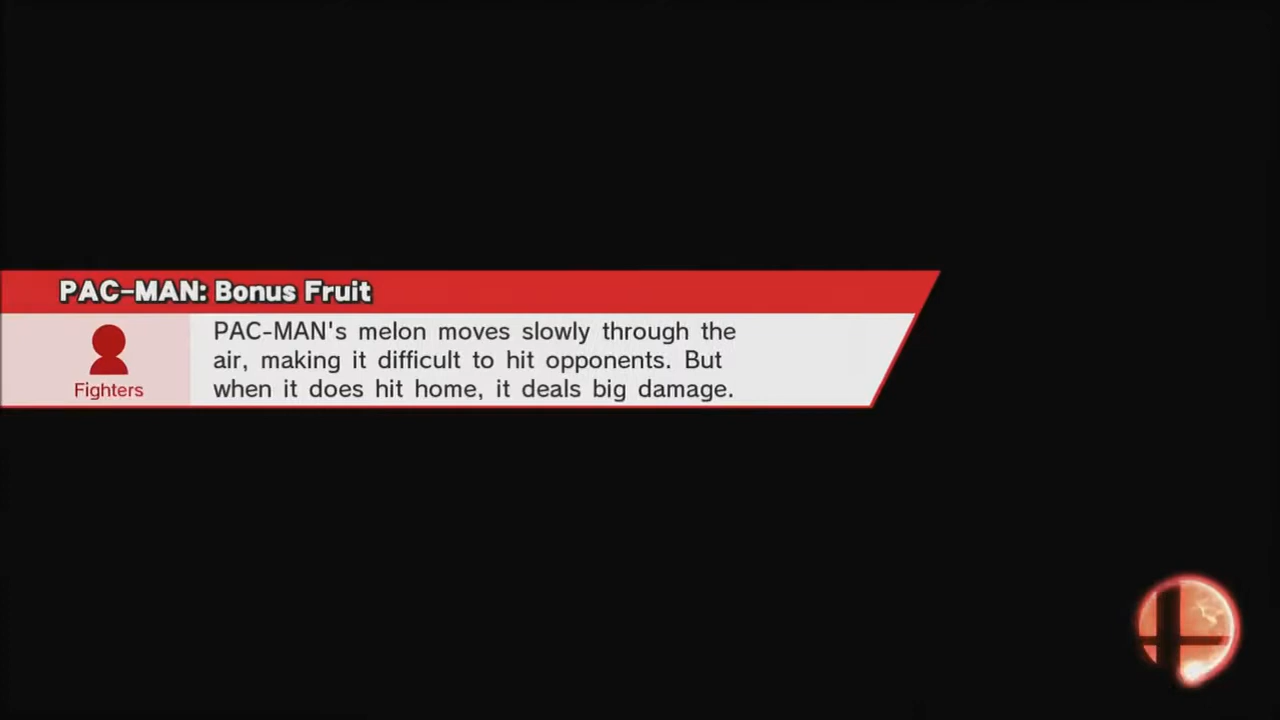 PAC-MAN: Bonus Fruit
PAC-MAN's melon moves slowly through the
air, making it difficult to hit opponents. But
when it does hit home, it deals big damage.
Fighters